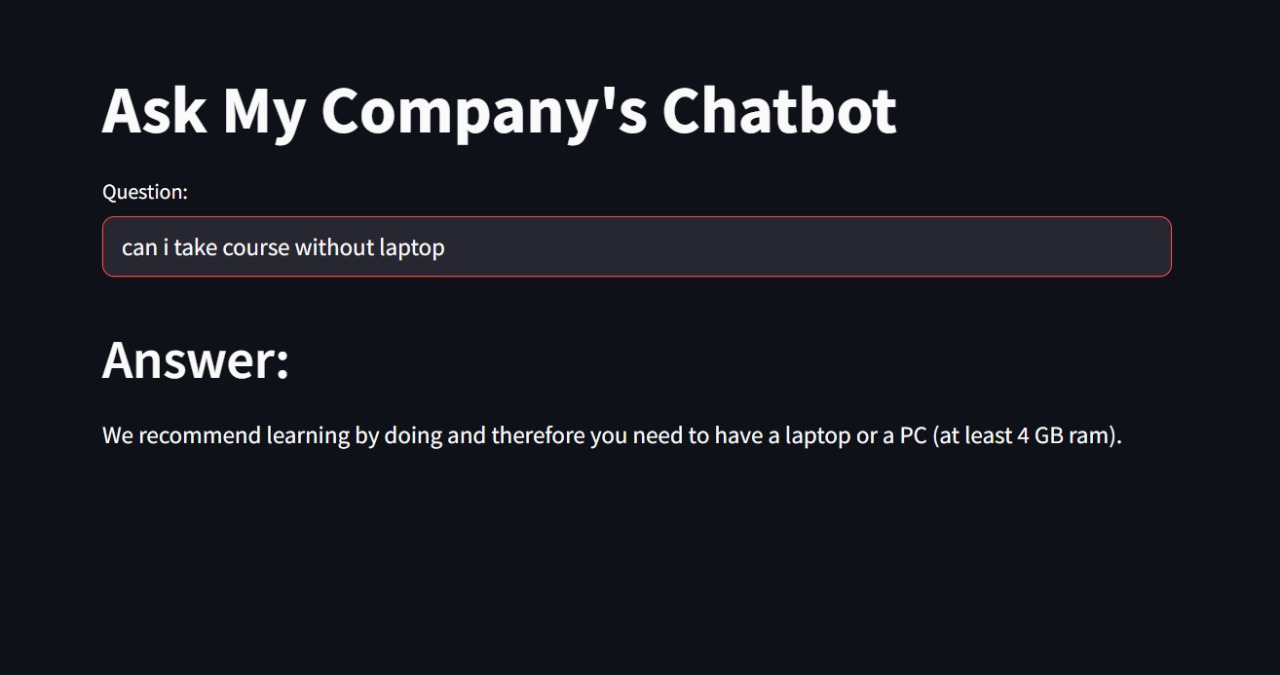 Ask My Company's Chatbot
Question:
can i take course without laptop
Answer:
We recommend learning by doing and therefore you need to have a laptop or a PC (at least 4 GB ram).